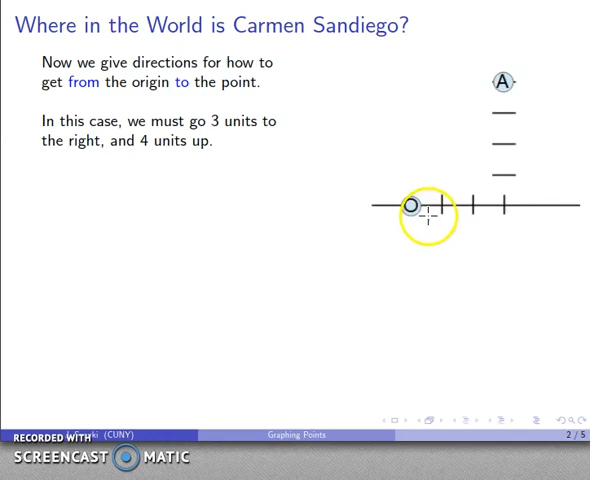 Where in the World is Carmen Sandiego?
Now we give directions for how to
get from the origin to the point.
In this case, we must go 3 units to
the right, and 4 units up.
A
O
RECORDED WITH
(CUNY)
Graphing Points
2 / 5
SCREENCAST MATIC